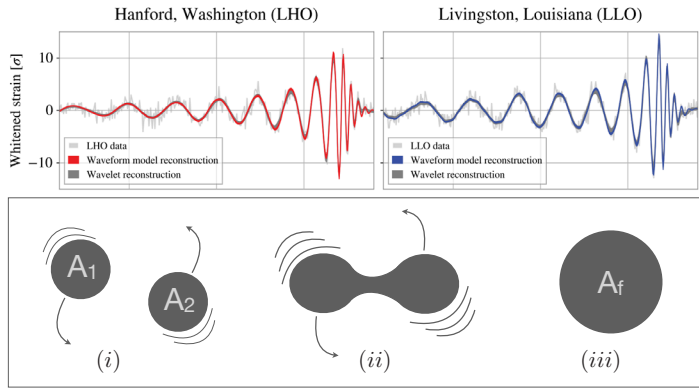 Hanford, Washington (LHO)
Livingston, Louisiana (LLO)
Whitened strain [σ]
10
0
−10
LHO data
Waveform model reconstruction
Wavelet reconstruction
LLO data
Waveform model reconstruction
Wavelet reconstruction
A₁
A₂
A_f
(i)
(ii)
(iii)